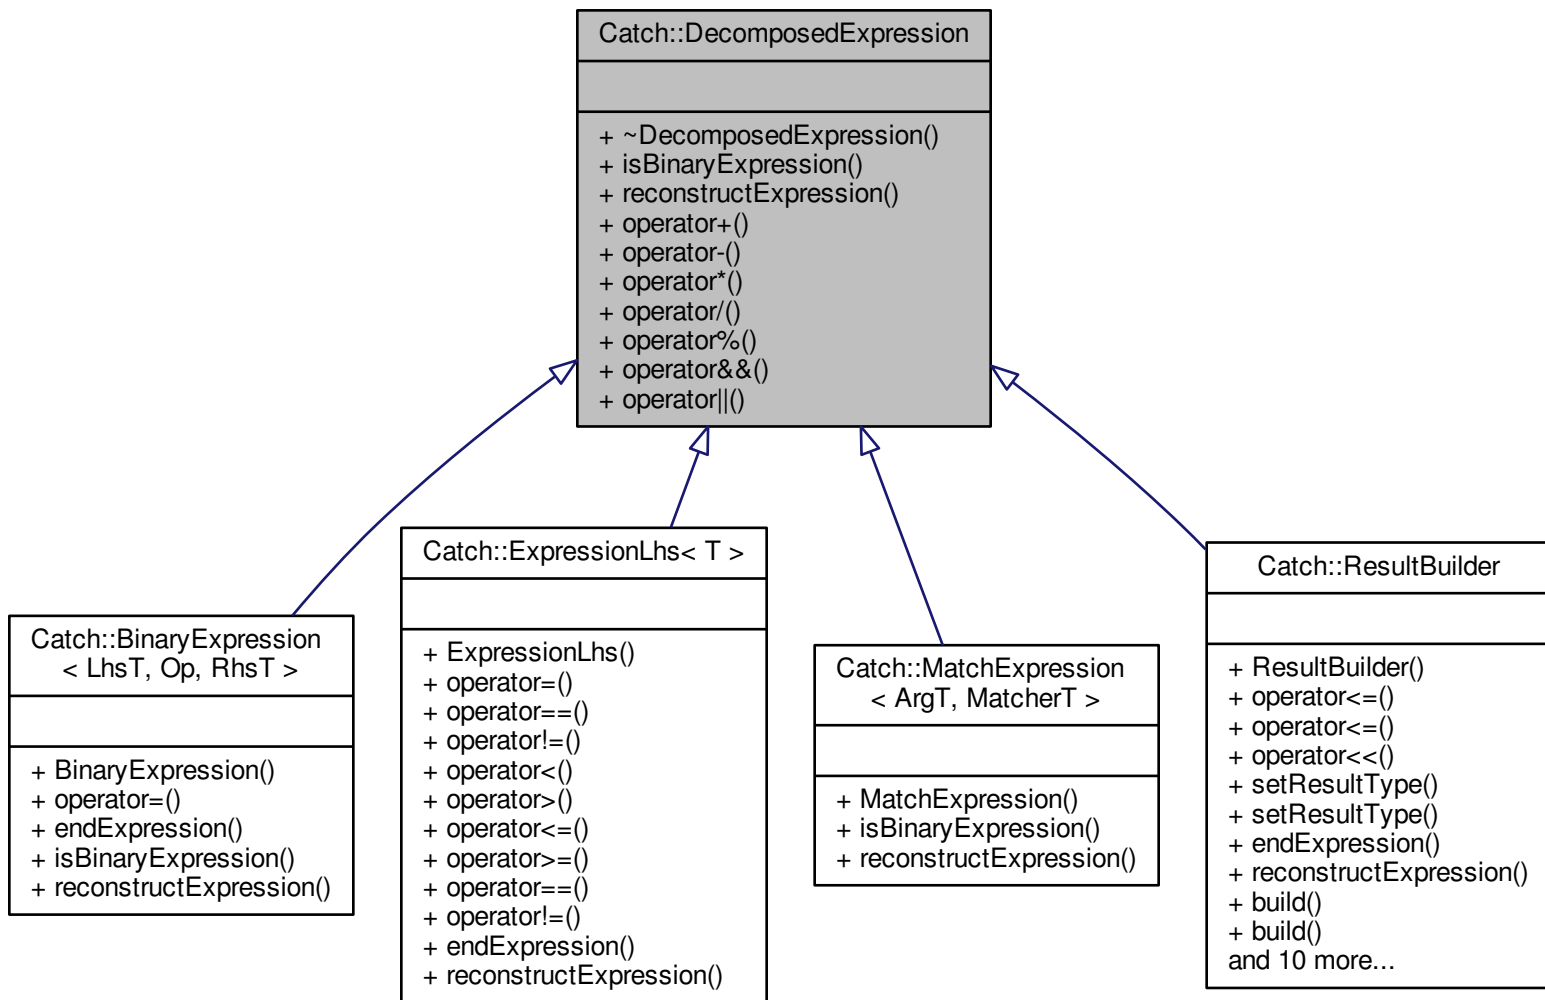 Catch::DecomposedExpression
+ ~DecomposedExpression()
+ isBinaryExpression()
+ reconstructExpression()
+ operator+()
+ operator-()
+ operator*()
+ operator/()
+ operator%()
+ operator&&()
+ operator||()
Catch::BinaryExpression
< LhsT, Op, RhsT >
+ BinaryExpression()
+ operator=()
+ endExpression()
+ isBinaryExpression()
+ reconstructExpression()
Catch::ExpressionLhs< T >
+ ExpressionLhs()
+ operator=()
+ operator==()
+ operator!=()
+ operator<()
+ operator>()
+ operator<=()
+ operator>=()
+ operator==()
+ operator!=()
+ endExpression()
+ reconstructExpression()
Catch::MatchExpression
< ArgT, MatcherT >
+ MatchExpression()
+ isBinaryExpression()
+ reconstructExpression()
Catch::ResultBuilder
+ ResultBuilder()
+ operator<=()
+ operator<=()
+ operator<<()
+ setResultType()
+ setResultType()
+ endExpression()
+ reconstructExpression()
+ build()
+ build()
and 10 more...